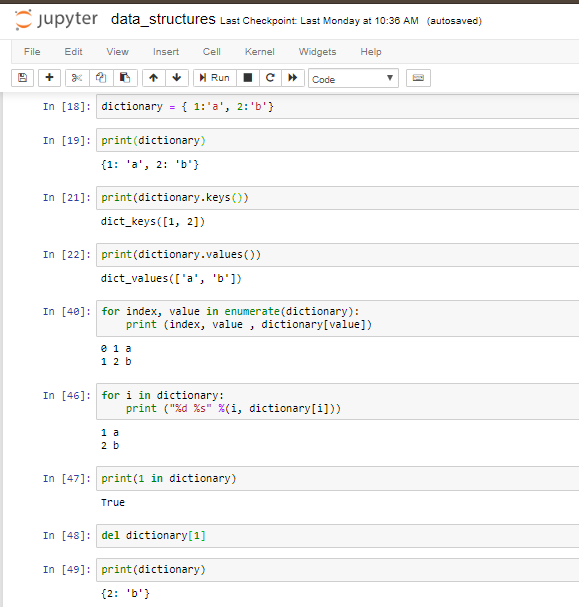 jupyter data_structures Last Checkpoint: Last Monday at 10:36 AM (autosaved)
File Edit View Insert Cell Kernel Widgets Help
Run Code
In [18]: dictionary = { 1:'a', 2:'b'}
In [19]: print(dictionary)
{1: 'a', 2: 'b'}
In [21]: print(dictionary.keys())
dict_keys([1, 2])
In [22]: print(dictionary.values())
dict_values(['a', 'b'])
In [40]: for index, value in enumerate(dictionary):
print (index, value , dictionary[value])
0 1 a
1 2 b
In [46]: for i in dictionary:
print ("%d %s" %(i, dictionary[i]))
1 a
2 b
In [47]: print(1 in dictionary)
True
In [48]: del dictionary[1]
In [49]: print(dictionary)
{2: 'b'}